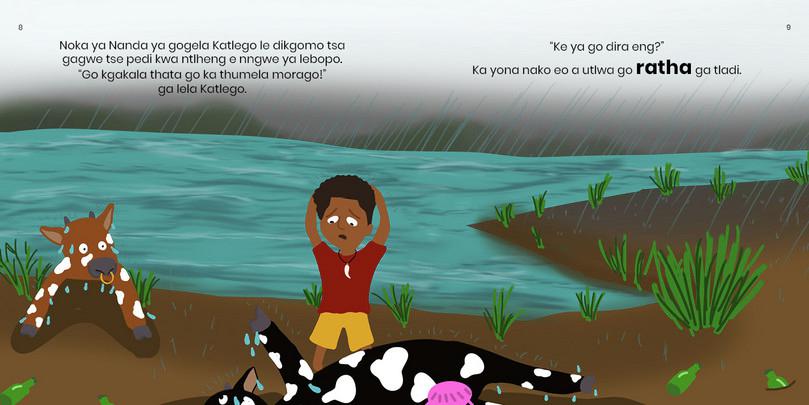 8
Noka ya Nanda ya gogela Katlego le dikgomo tsa
gagwe tse pedi kwa ntlheng e nngwe ya lebopo.
“Go kgakala thata go ka thumela morago!”
ga lela Katlego.
9
“Ke ya go dira eng?”
Ka yona nako eo a utlwa go ratha ga tladi.